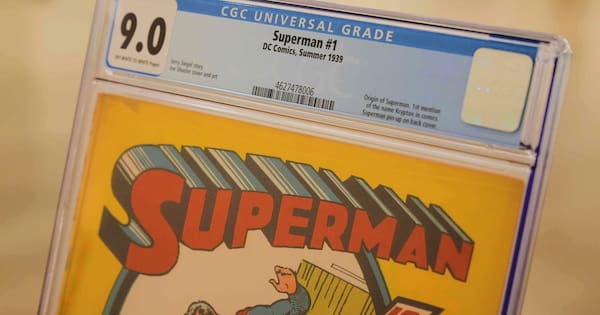 CGC UNIVERSAL GRADE
9.0
OFF-WHITE TO WHITE Pages
Superman #1
DC Comics, Summer 1939
Jerry Siegel story
Joe Shuster cover and art
4627478006
Origin of Superman. 1st mention
of the name Krypton in comics.
Superman pin-up on back cover.
SUPERMAN